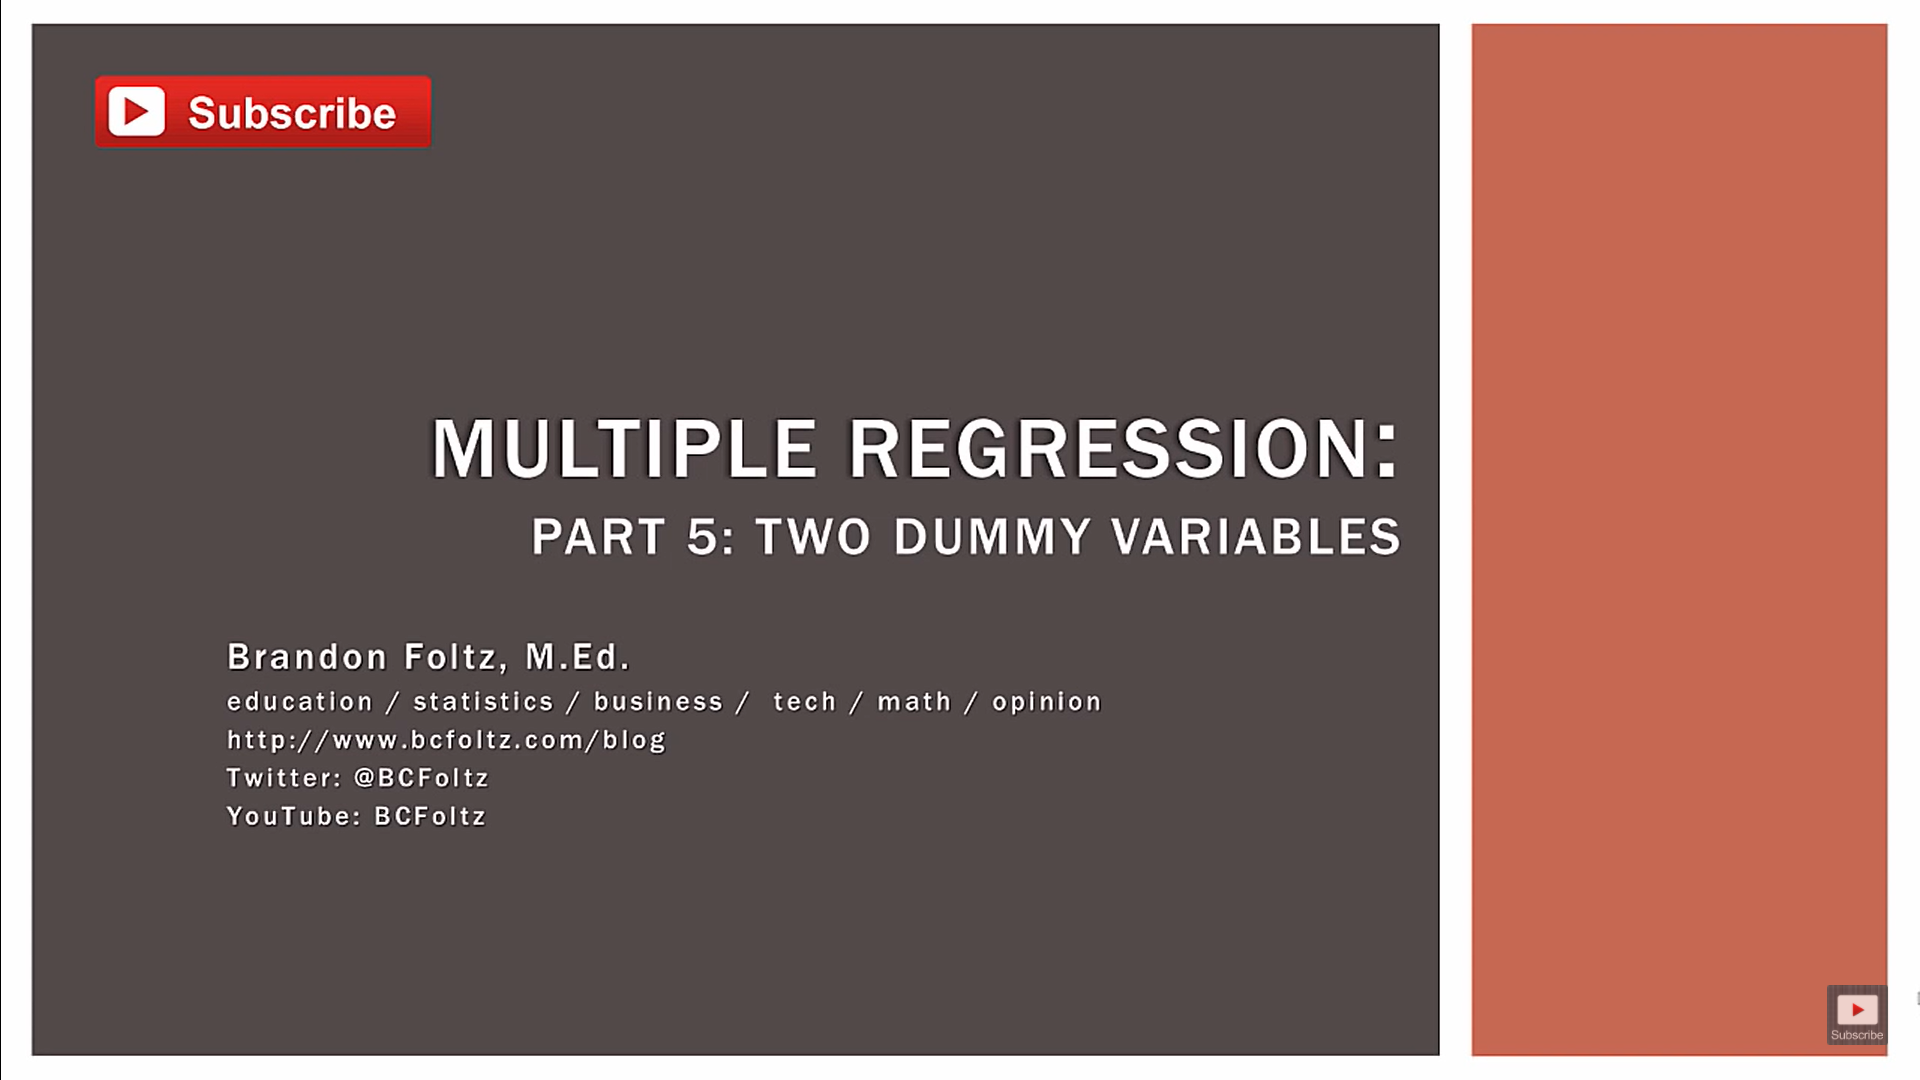 Subscribe
MULTIPLE REGRESSION:
PART 5: TWO DUMMY VARIABLES
Brandon Foltz, M.Ed.
education / statistics / business / tech / math / opinion
http://www.bcfoltz.com/blog
Twitter: @BCFoltz
YouTube: BCFoltz
Subscribe